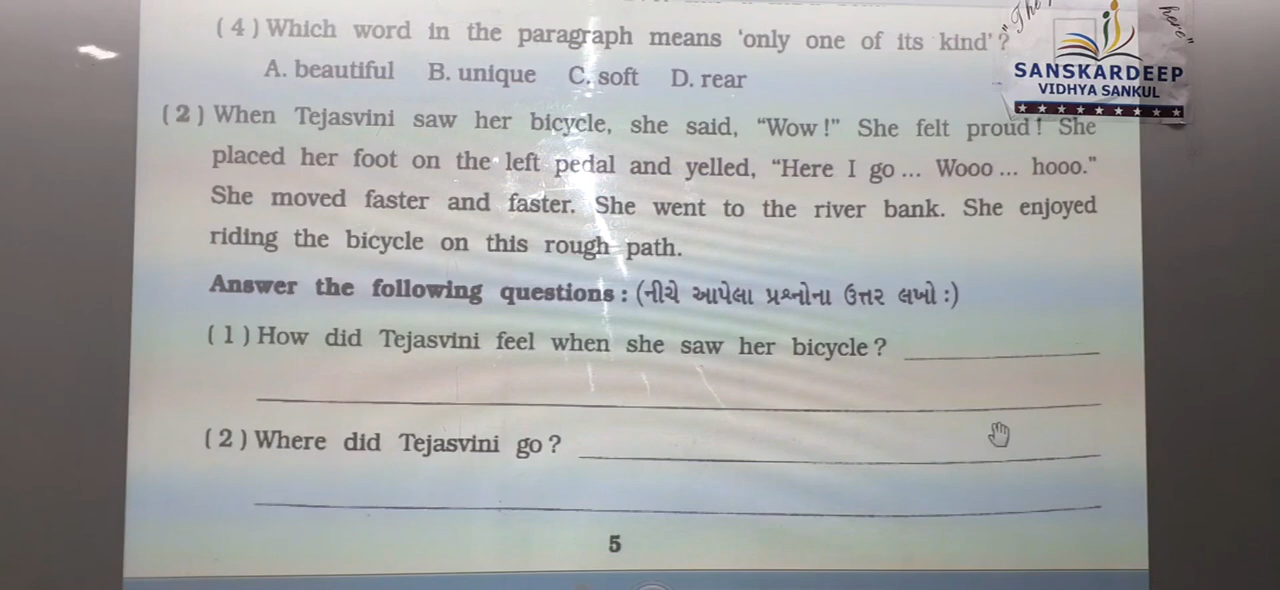 (4) Which word in the paragraph means 'only one of its kind'?
"The
here"
A. beautiful B. unique C. soft D. rear
SANSKARDEEP
VIDHYA SANKUL
(2) When Tejasvini saw her bicycle, she said, "Wow!" She felt proud! She
placed her foot on the left pedal and yelled, "Here I go ... Wooo ... hooo."
She moved faster and faster. She went to the river bank. She enjoyed
riding the bicycle on this rough path.
Answer the following questions : (નીચે આપેલા પ્રશ્નોના ઉત્તર લખો :)
(1) How did Tejasvini feel when she saw her bicycle ?
(2) Where did Tejasvini go ?
5